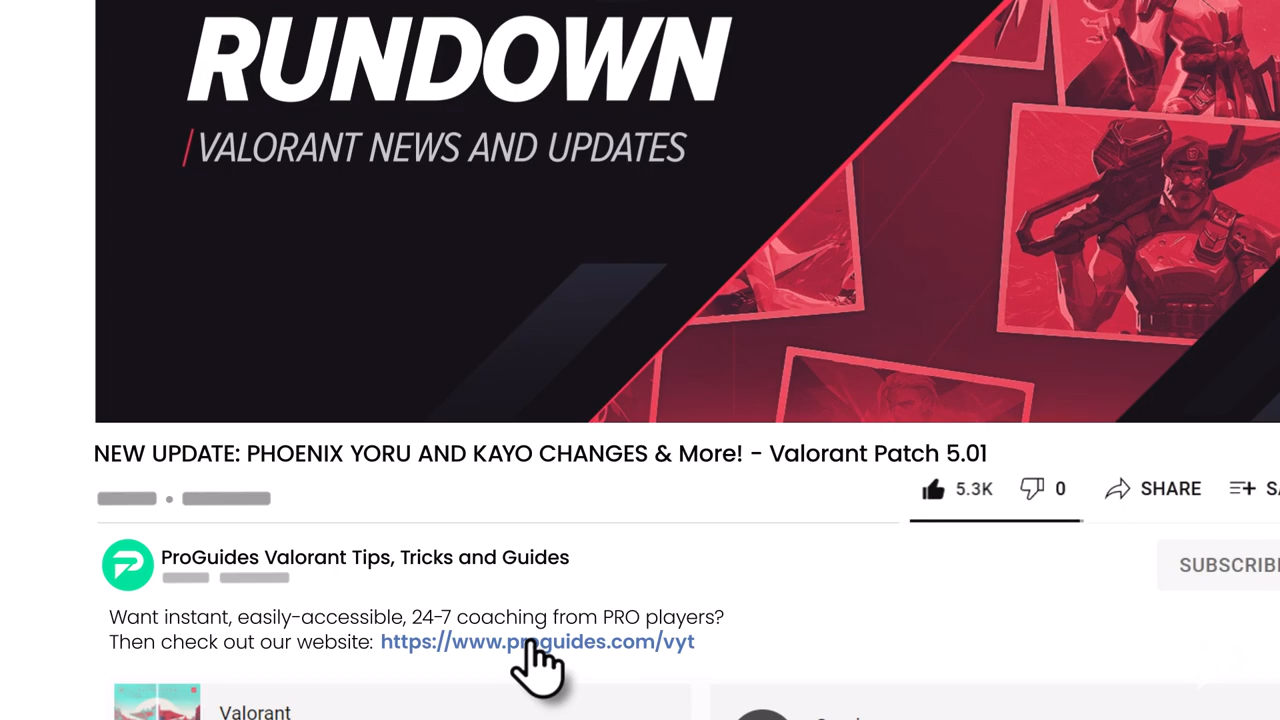 RUNDOWN
VALORANT NEWS AND UPDATES
NEW UPDATE: PHOENIX YORU AND KAYO CHANGES & More! - Valorant Patch 5.01
5.3K 0 SHARE
ProGuides Valorant Tips, Tricks and Guides
SUBSCRIB
Want instant, easily-accessible, 24-7 coaching from PRO players?
Then check out our website: https://www.proguides.com/vyt
Valorant